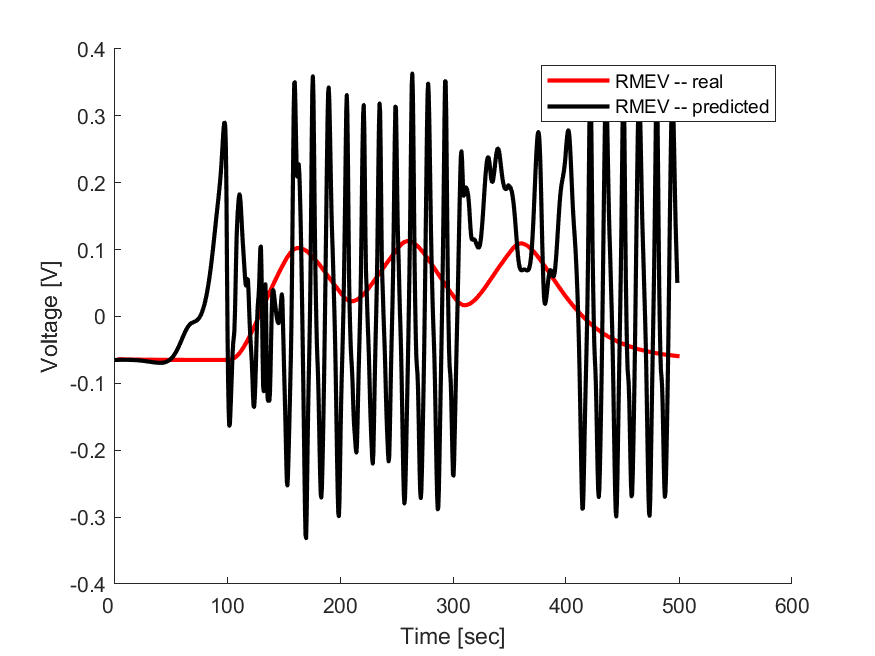 0.4
0.3
0.2
0.1
0
-0.1
-0.2
-0.3
-0.4
Voltage [V]
RMEV -- real
RMEV -- predicted
0 100 200 300 400 500 600
Time [sec]